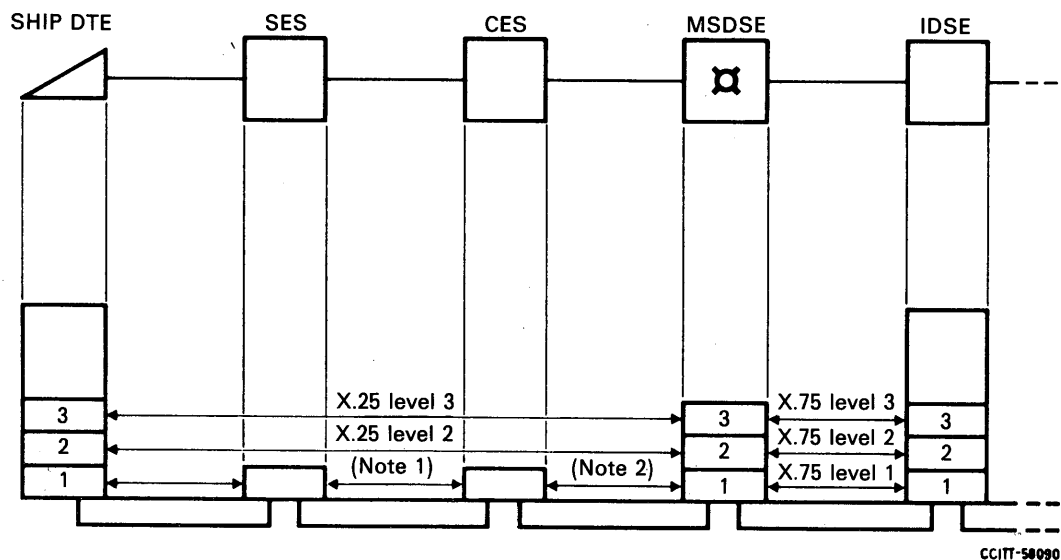 SHIP DTE SES CES MSDSE IDSE
3 X.25 level 3 3 X.75 level 3 3
2 X.25 level 2 2 X.75 level 2 2
1 (Note 1) (Note 2) 1 X.75 level 1 1
CCITT-58090